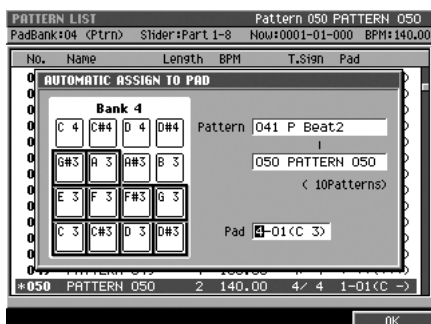 PATTERN LIST Pattern 050 PATTERN 050
PadBank:04 (Ptrn) Slider:Part 1-8 Now:0001-01-000 BPM:140.00
No. Name Length BPM T.Sign Pad
AUTOMATIC ASSIGN TO PAD
Bank 4
C 4 C#4 D 4 D#4 Pattern 041 P Beat2
G#3 A 3 A#3 B 3 050 PATTERN 050
( 10Patterns)
E 3 F 3 F#3 G 3
C 3 C#3 D 3 D#3 Pad 4-01(C 3)
*050 PATTERN 050 2 140.00 4/ 4 1-01(C -)
OK